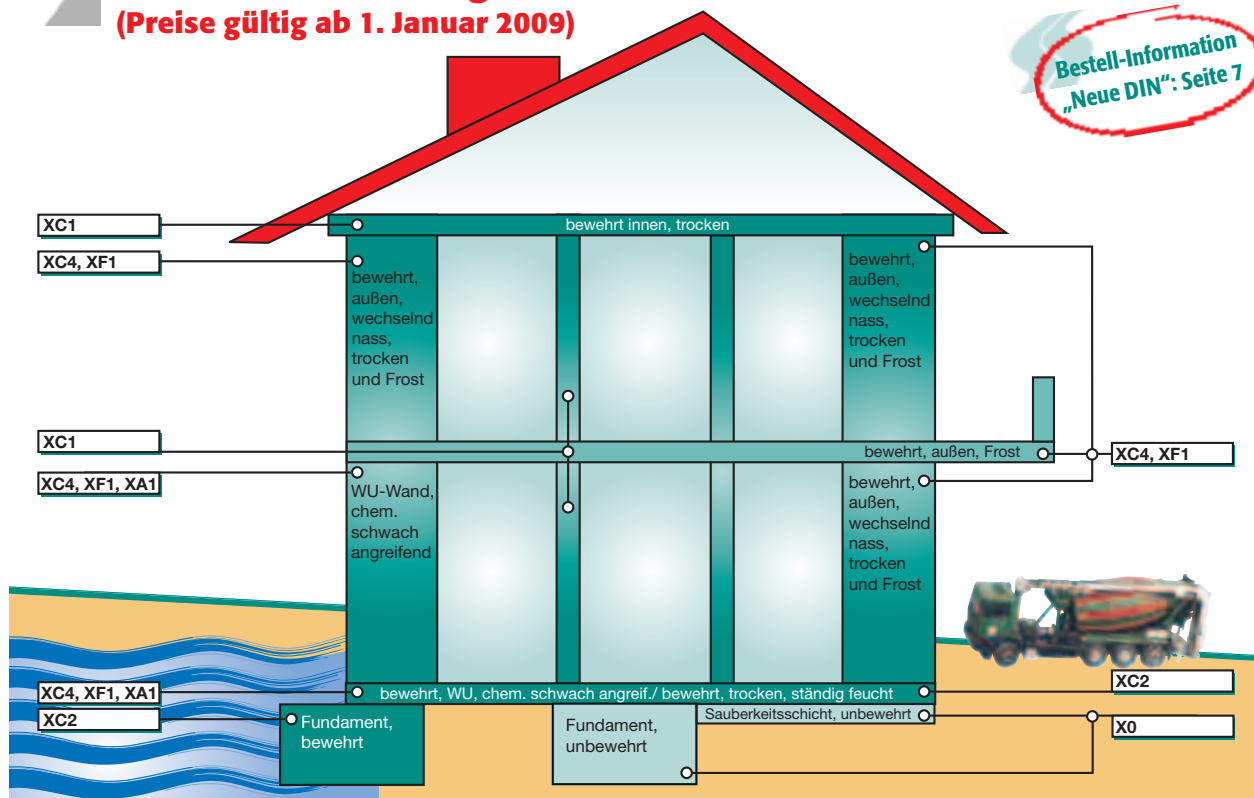 (Preise gültig ab 1. Januar 2009)
Bestell-Information
„Neue DIN“: Seite 7
XC1
bewehrt innen, trocken
XC4, XF1
bewehrt,
außen,
wechselnd
nass,
trocken
und Frost
bewehrt,
außen,
wechselnd
nass,
trocken
und Frost
XC1
bewehrt, außen, Frost
XC4, XF1
XC4, XF1, XA1
WU-Wand,
chem.
schwach
angreifend
bewehrt,
außen,
wechselnd
nass,
trocken
und Frost
XC4, XF1, XA1
bewehrt, WU, chem. schwach angreif./ bewehrt, trocken, ständig feucht
XC2
XC2
Fundament,
bewehrt
Fundament,
unbewehrt
Sauberkeitsschicht, unbewehrt
X0